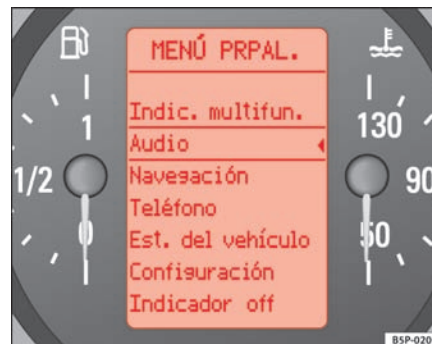 MENÚ PRPAL.
Indic. multifun.
Audio
Navegación
Teléfono
Est. del vehículo
Configuración
Indicador off
1
1/2
0
130
90
50
B5P-020